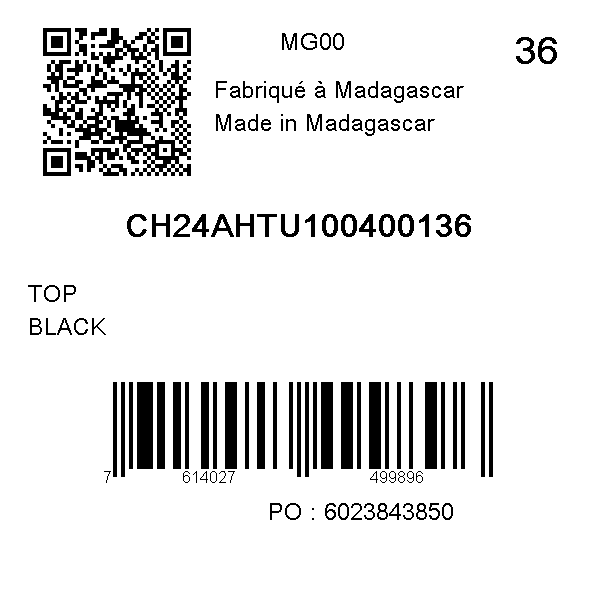 MG00
36
Fabriqué à Madagascar
Made in Madagascar
CH24AHTU100400136
TOP
BLACK
7 614027 499896
PO : 6023843850